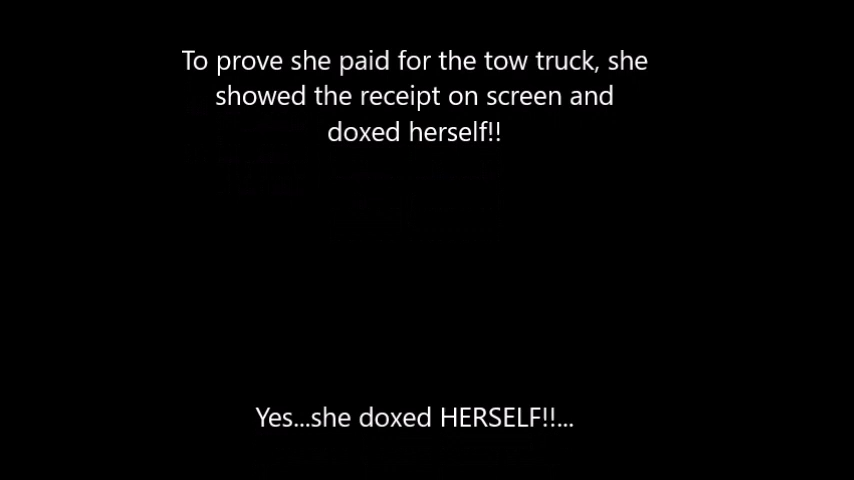 To prove she paid for the tow truck, she
showed the receipt on screen and
doxed herself!!
Yes...she doxed HERSELF!!...